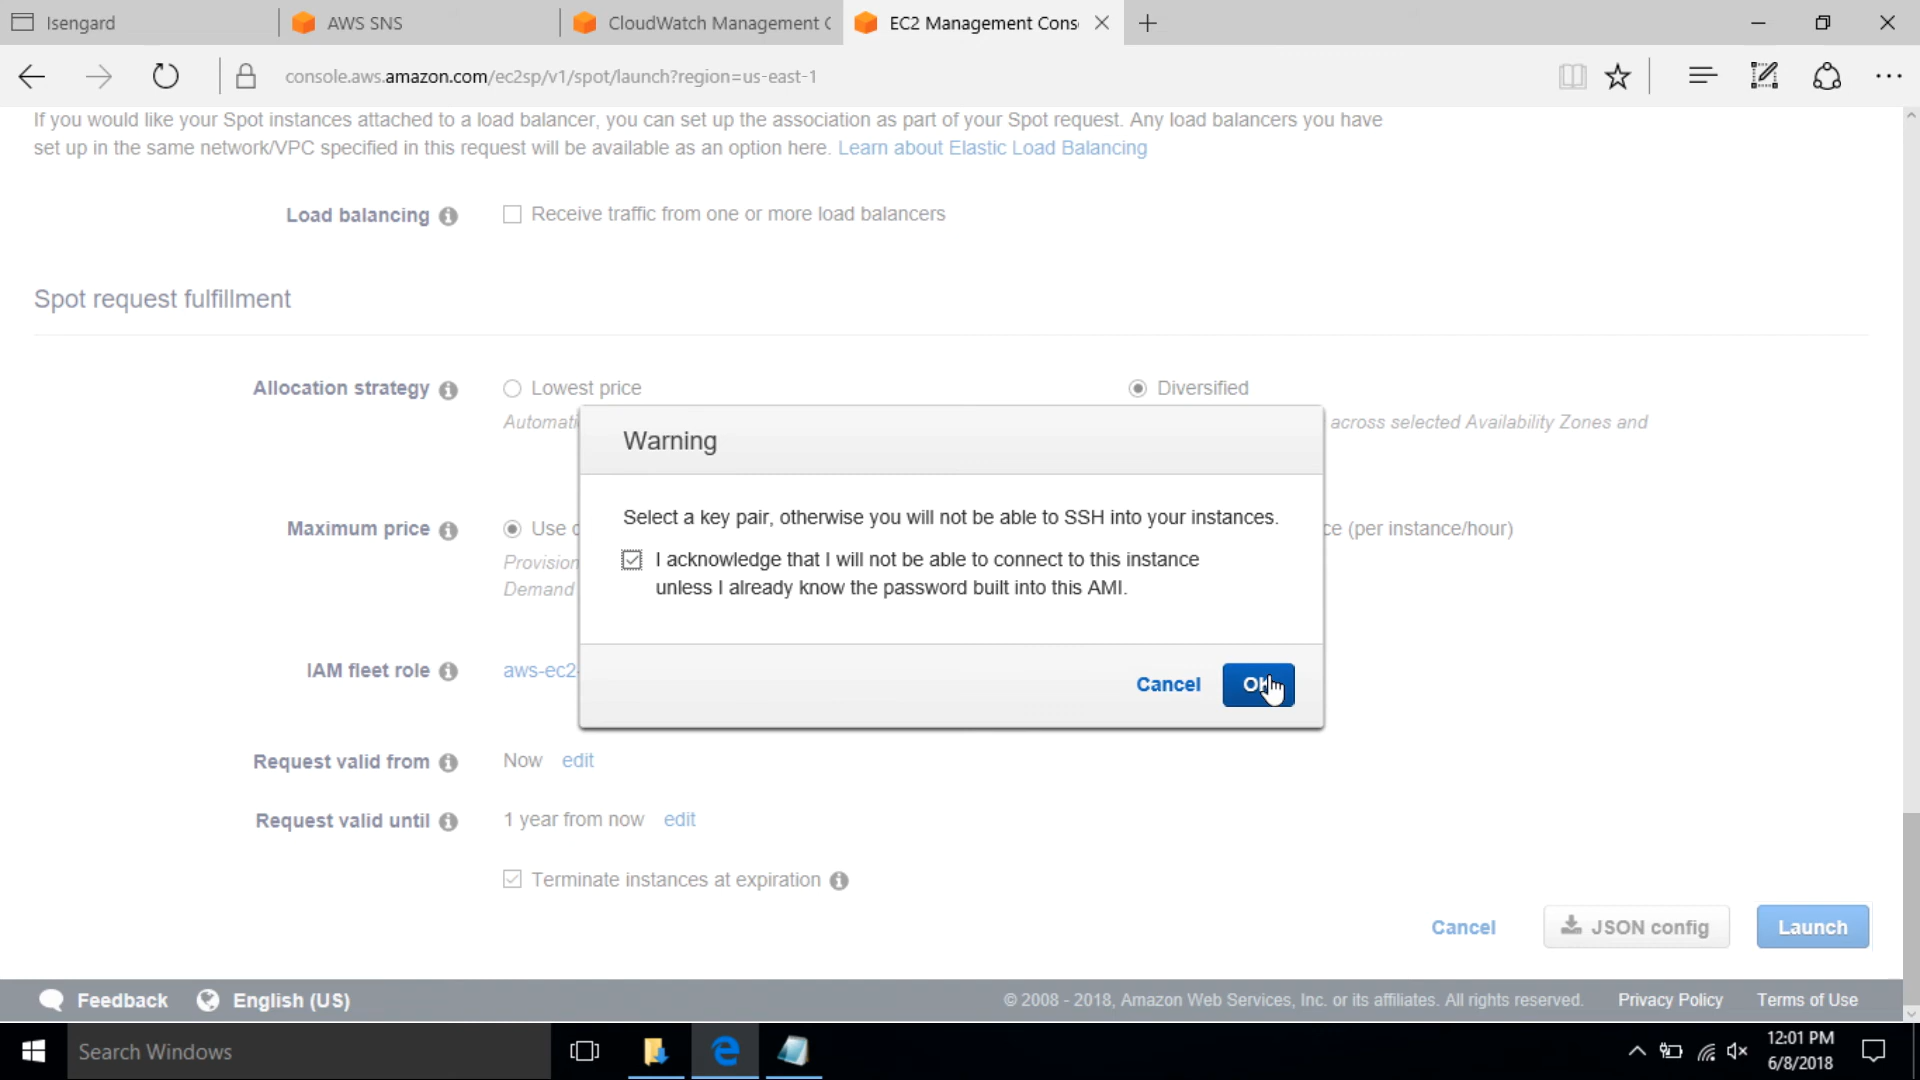 Isengard
AWS SNS
CloudWatch Management C
EC2 Management Cons
console.aws.amazon.com/ec2sp/v1/spot/launch?region=us-east-1
If you would like your Spot instances attached to a load balancer, you can set up the association as part of your Spot request. Any load balancers you have
set up in the same network/VPC specified in this request will be available as an option here. Learn about Elastic Load Balancing
Load balancing
Receive traffic from one or more load balancers
Spot request fulfillment
Allocation strategy
Lowest price
Diversified
Automati
across selected Availability Zones and
Warning
Select a key pair, otherwise you will not be able to SSH into your instances.
I acknowledge that I will not be able to connect to this instance
unless I already know the password built into this AMI.
Cancel
OK
Maximum price
Use
ce (per instance/hour)
Provision
Demand
IAM fleet role
aws-ec2-
Request valid from
Now edit
Request valid until
1 year from now edit
Terminate instances at expiration
Cancel
JSON config
Launch
Feedback
English (US)
© 2008 - 2018, Amazon Web Services, Inc. or its affiliates. All rights reserved.
Privacy Policy
Terms of Use
Search Windows
12:01 PM
6/8/2018